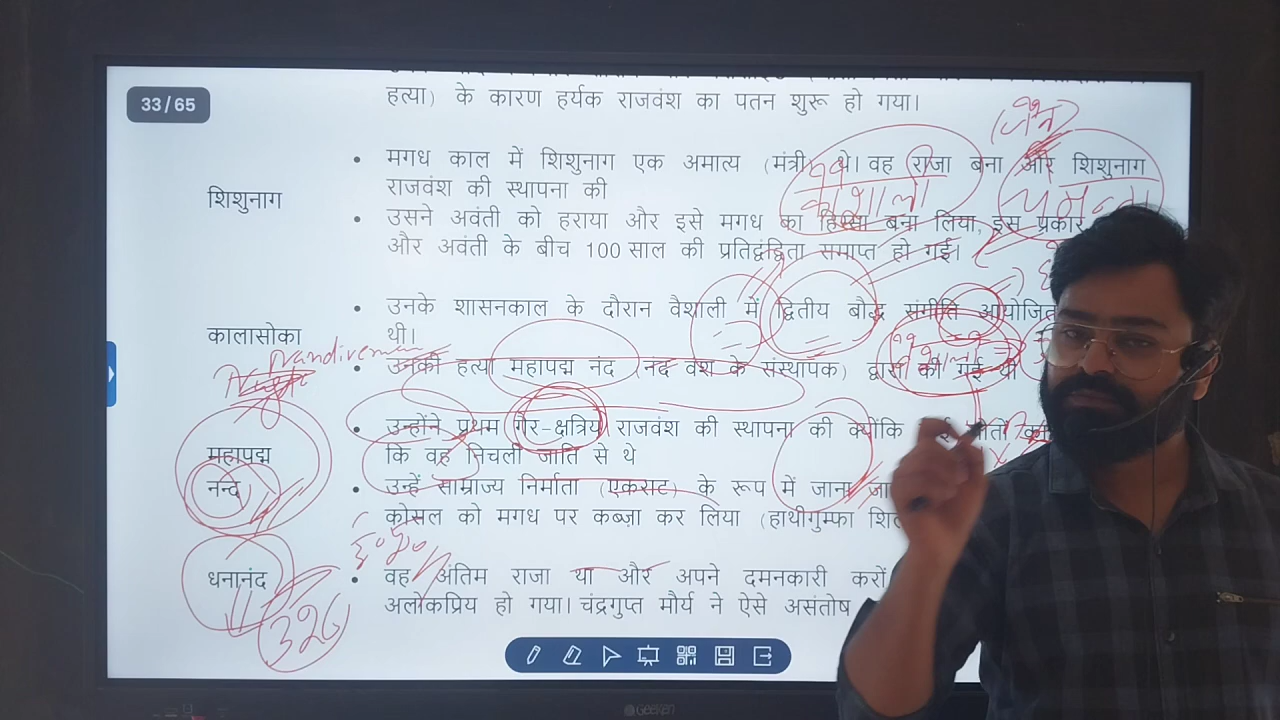 33/65
हत्या) के कारण हर्यक राजवंश का पतन शुरू हो गया।
मगध काल में शिशुनाग एक अमात्य (मंत्री) थे। वह राजा बना और शिशुनाग
शिशुनाग
राजवंश की स्थापना की
उसने अवंती को हराया और इसे मगध का हिस्सा बना लिया, इस प्रकार
और अवंती के बीच 100 साल की प्रतिद्वंद्विता समाप्त हो गई।
उनके शासनकाल के दौरान वैशाली में द्वितीय बौद्ध संगीति आयोजित
कालासोका
थी।
उनकी हत्या महापद्म नंद (नंद वंश के संस्थापक) द्वारा की गई थी
उन्होंने प्रथम गैर-क्षत्रिय राजवंश की स्थापना की क्योंकि
महापद्म
कि वह निचली जाति से थे
नन्द
उन्हें साम्राज्य निर्माता (एकराट) के रूप में जाना
कोसल को मगध पर कब्ज़ा कर लिया (हाथीगुम्फा
धनानंद
वह अंतिम राजा था और अपने दमनकारी करों
अलोकप्रिय हो गया। चंद्रगुप्त मौर्य ने ऐसे असंतोष
326